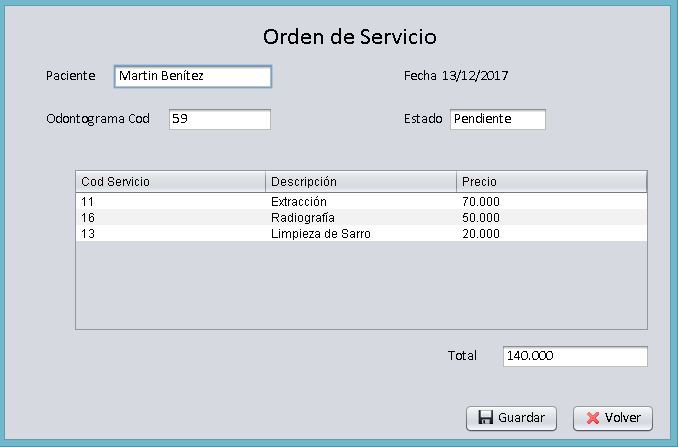 Orden de Servicio
Paciente Martin Benítez Fecha 13/12/2017
Odontograma Cod 59 Estado Pendiente
Cod Servicio Descripción Precio
11 Extracción 70.000
16 Radiografía 50.000
13 Limpieza de Sarro 20.000
Total 140.000
Guardar Volver